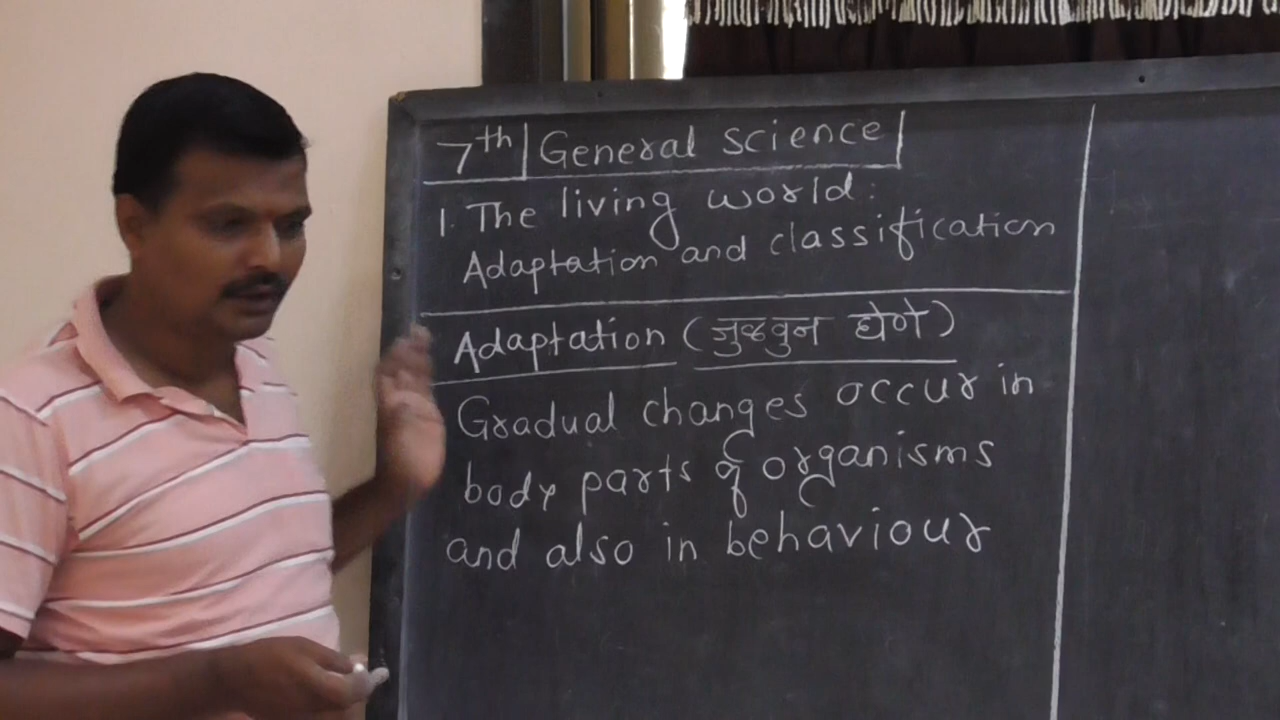 7th General science
1. The living world:
Adaptation and classification
Adaptation (जुळवुन घेणे)
Gradual changes occur in
body parts of organisms
and also in behaviour